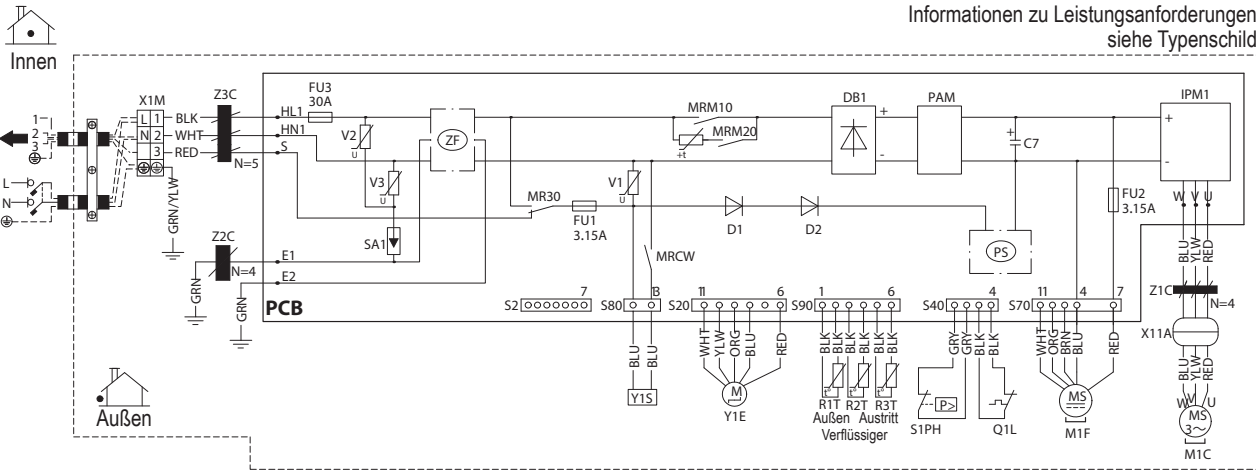 Informationen zu Leistungsanforderungen
siehe Typenschild
Innen
1
2
3
L
N
X1M
L 1
N 2
3
BLK
WHT
RED
GRN/YLW
Z3C
N=5
HL1
HN1
S
FU3
30A
V2
U
V3
U
SA1
ZF
Z2C
N=4
GRN
GRN
E1
E2
PCB
MR30
FU1
3.15A
V1
U
MRCW
MRM10
MRM20
+t
D1
D2
DB1
+
-
PAM
PS
+
C7
FU2
3.15A
IPM1
+
-
W V U
BLU
YLW
RED
Z1C
N=4
X11A
BLU
YLW
RED
W V U
MS
3~
M1C
S2
7
S80
1 3
BLU
BLU
Y1S
S20
11
6
WHT
YLW
ORG
BLU
RED
M
Y1E
S90
1
6
BLK
BLK
BLK
BLK
BLK
BLK
t°
t°
t°
R1T R2T R3T
Außen Austritt
Verflüssiger
S40
4
GRY
GRY
BLK
BLK
P>
S1PH
Q1L
S70
11
4
7
WHT
ORG
BRN
BLU
RED
MS
M1F
Außen